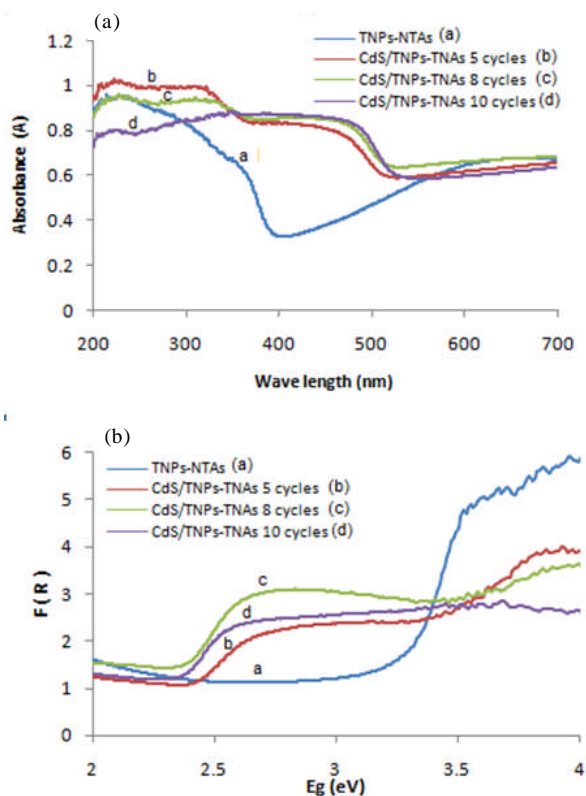 (a)
TNPs-NTAs (a)
CdS/TNPs-TNAs 5 cycles (b)
CdS/TNPs-TNAs 8 cycles (c)
CdS/TNPs-TNAs 10 cycles (d)
1.2
1
0.8
0.6
0.4
0.2
0
Absorbance (A)
b
c
d
a
200
300
400
500
600
700
Wave length (nm)
(b)
TNPs-NTAs (a)
CdS/TNPs-TNAs 5 cycles (b)
CdS/TNPs-TNAs 8 cycles (c)
CdS/TNPs-TNAs 10 cycles (d)
6
5
4
3
2
1
0
F ( R )
c
d
b
a
2
2.5
3
3.5
4
Eg (eV)